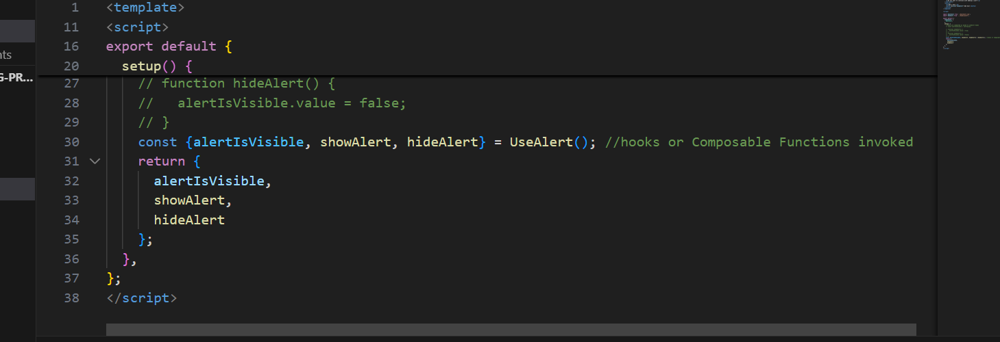 1 <template>
11 <script>
16 export default {
20 setup() {
27 // function hideAlert() {
28 //   alertIsVisible.value = false;
29 // }
30 const {alertIsVisible, showAlert, hideAlert} = UseAlert(); //hooks or Composable Functions invoked
31 return {
32 alertIsVisible,
33 showAlert,
34 hideAlert
35 };
36 },
37 };
38 </script>
nts
G-PR...